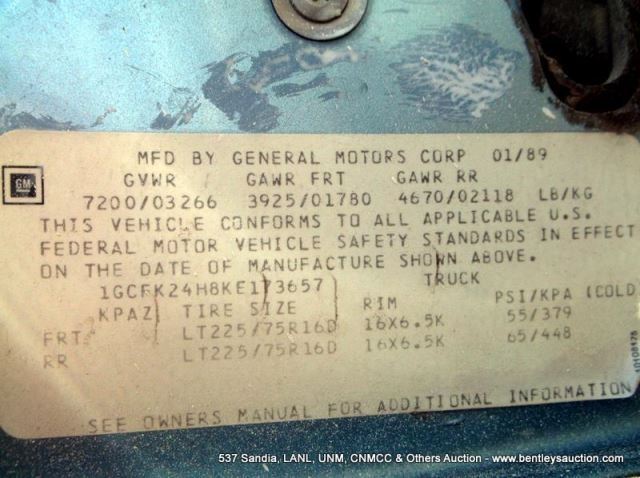 MFD BY GENERAL MOTORS CORP 01/89
GM
GVWR GAWR FRT GAWR RR
7200/03266 3925/01780 4670/02118 LB/KG
THIS VEHICLE CONFORMS TO ALL APPLICABLE U.S.
FEDERAL MOTOR VEHICLE SAFETY STANDARDS IN EFFECT
ON THE DATE OF MANUFACTURE SHOWN ABOVE.
1GCFK24H8KE173657 TRUCK
KPAZ TIRE SIZE RIM PSI/KPA (COLD
FRT LT225/75R16D 16X6.5K 55/379
RR LT225/75R16D 16X6.5K 65/448
SEE OWNERS MANUAL FOR ADDITIONAL INFORMATION
537 Sandia, LANL, UNM, CNMCC & Others Auction - www.bentleysauction.com